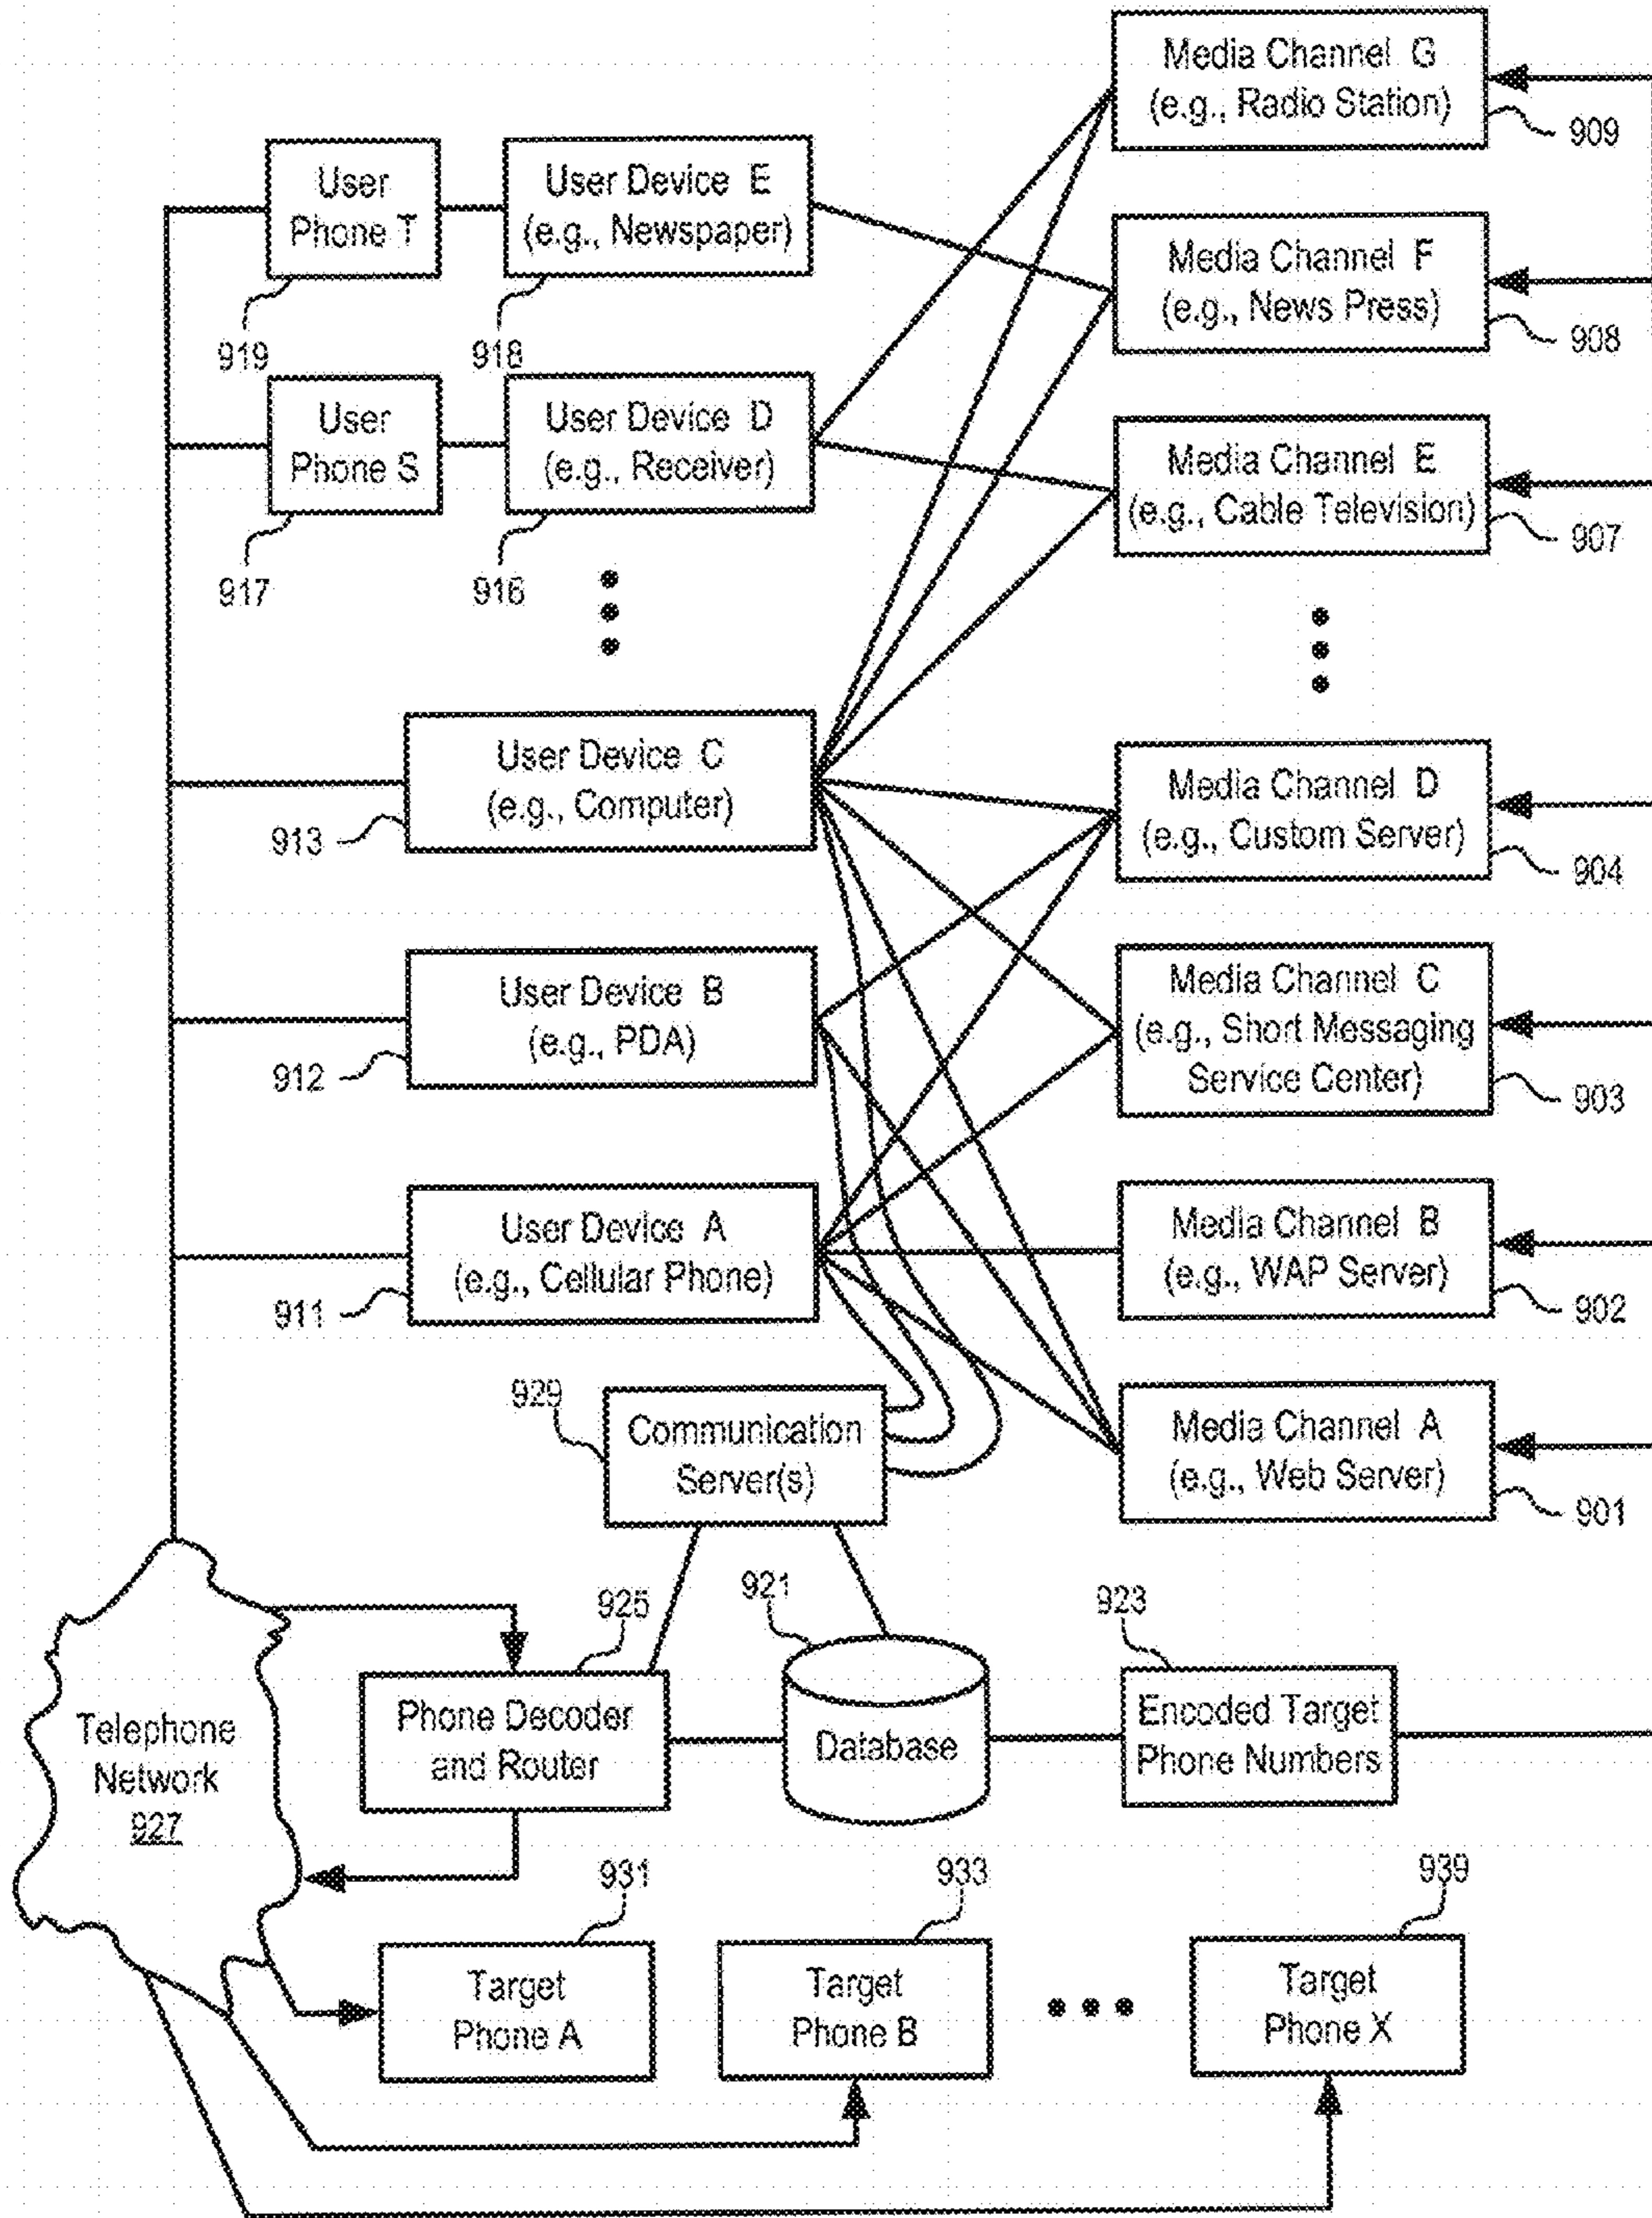 Media Channel G
(e.g., Radio Station)
909
User
Phone T
919
User Device E
(e.g., Newspaper)
918
Media Channel F
(e.g., News Press)
908
User
Phone S
917
User Device D
(e.g., Receiver)
916
Media Channel E
(e.g., Cable Television)
907
User Device C
(e.g., Computer)
913
Media Channel D
(e.g., Custom Server)
904
User Device B
(e.g., PDA)
912
Media Channel C
(e.g., Short Messaging
Service Center)
903
User Device A
(e.g., Cellular Phone)
911
Media Channel B
(e.g., WAP Server)
902
929
Communication
Server(s)
Media Channel A
(e.g., Web Server)
901
Telephone
Network
927
925
Phone Decoder
and Router
921
Database
923
Encoded Target
Phone Numbers
931
Target
Phone A
933
Target
Phone B
939
Target
Phone X